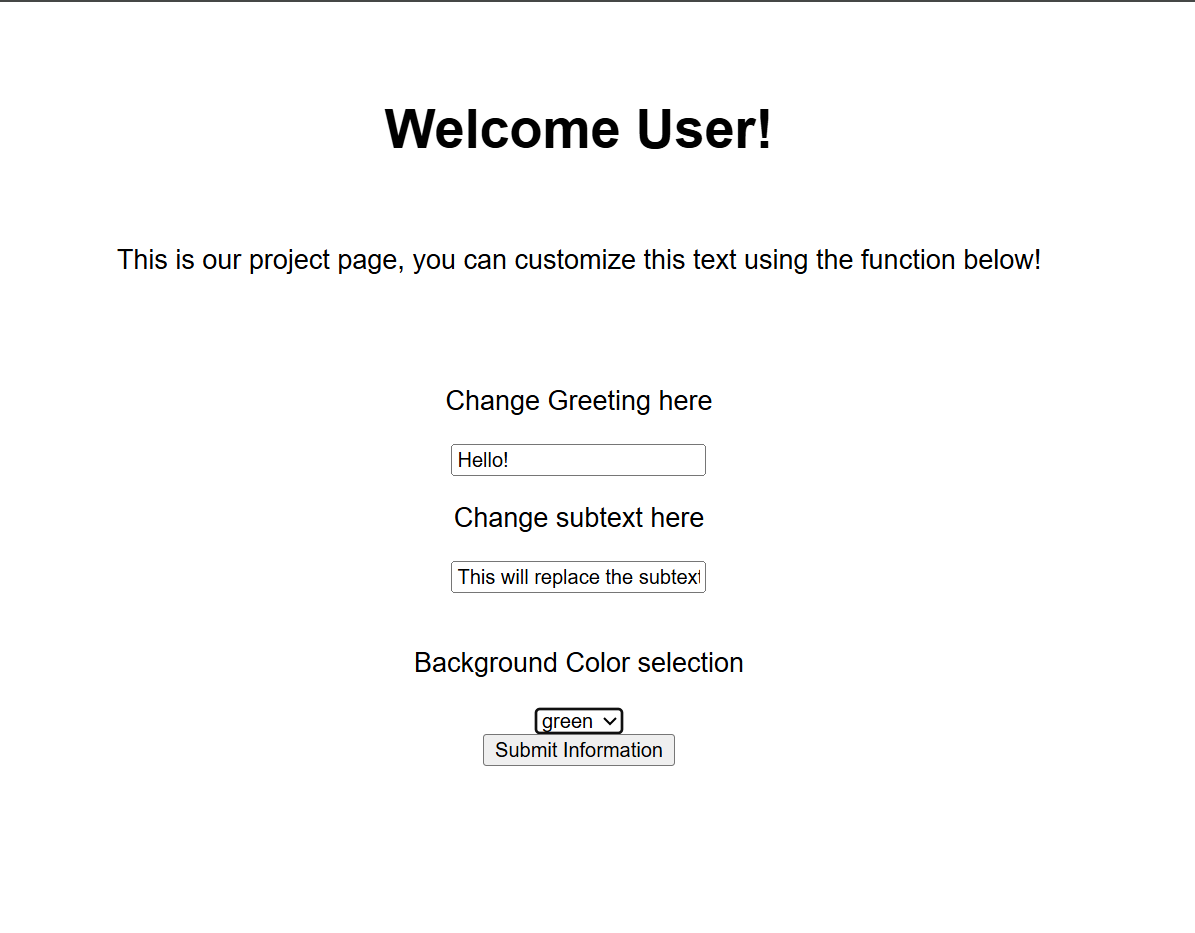 Welcome User!
This is our project page, you can customize this text using the function below!
Change Greeting here
Hello!
Change subtext here
This will replace the subtext
Background Color selection
green
Submit Information